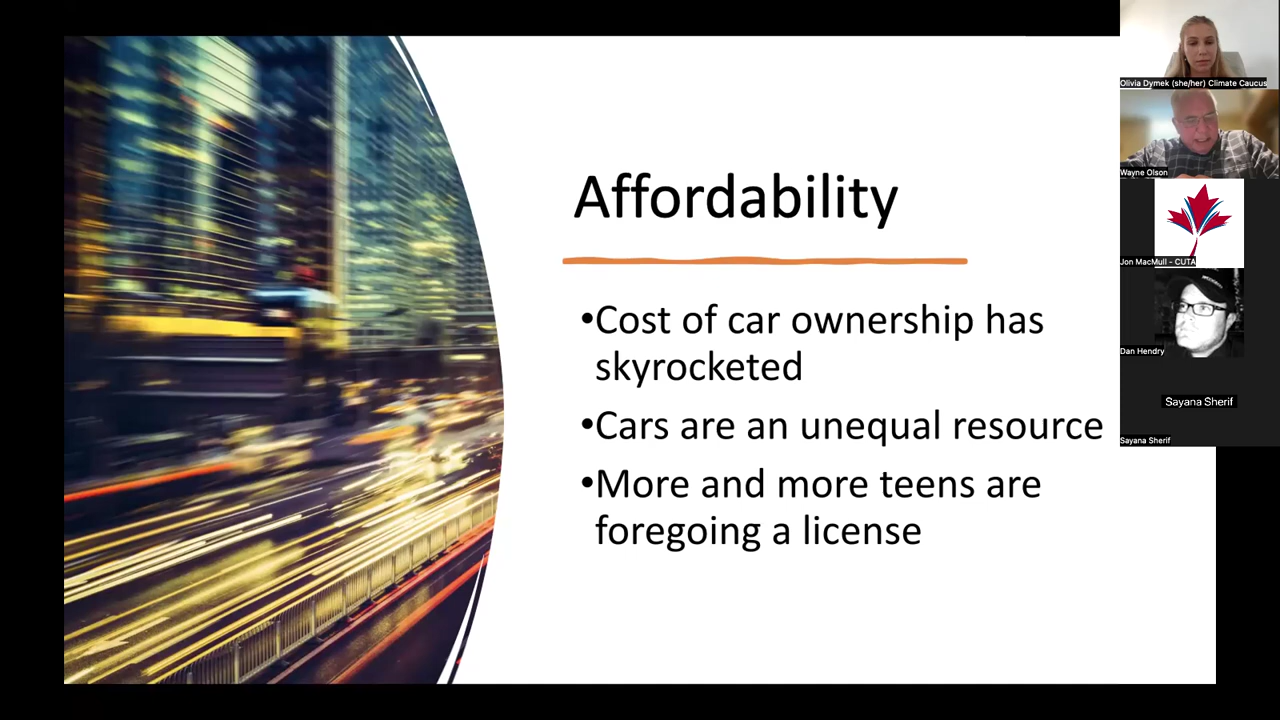 Affordability
•Cost of car ownership has
skyrocketed
•Cars are an unequal resource
•More and more teens are
foregoing a license
Olivia Dymek (she/her) Climate Caucus
Wayne Olson
Jon MacMull - CUTA
Dan Hendry
Sayana Sherif
Sayana Sherif